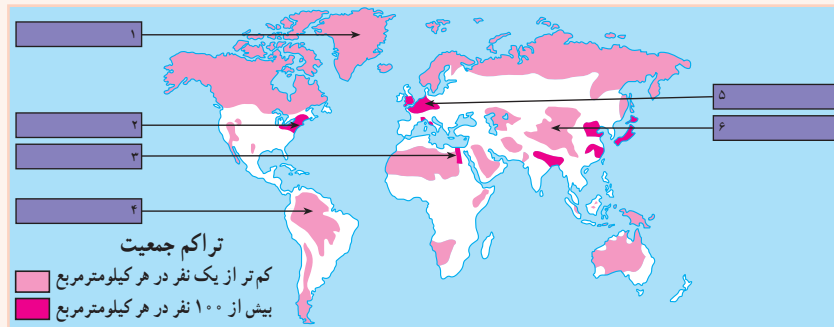 ۱
۲
۳
۴
۵
۶
تراکم جمعیت
کم‌تر از یک نفر در هر کیلومترمربع
بیش از ۱۰۰ نفر در هر کیلومترمربع